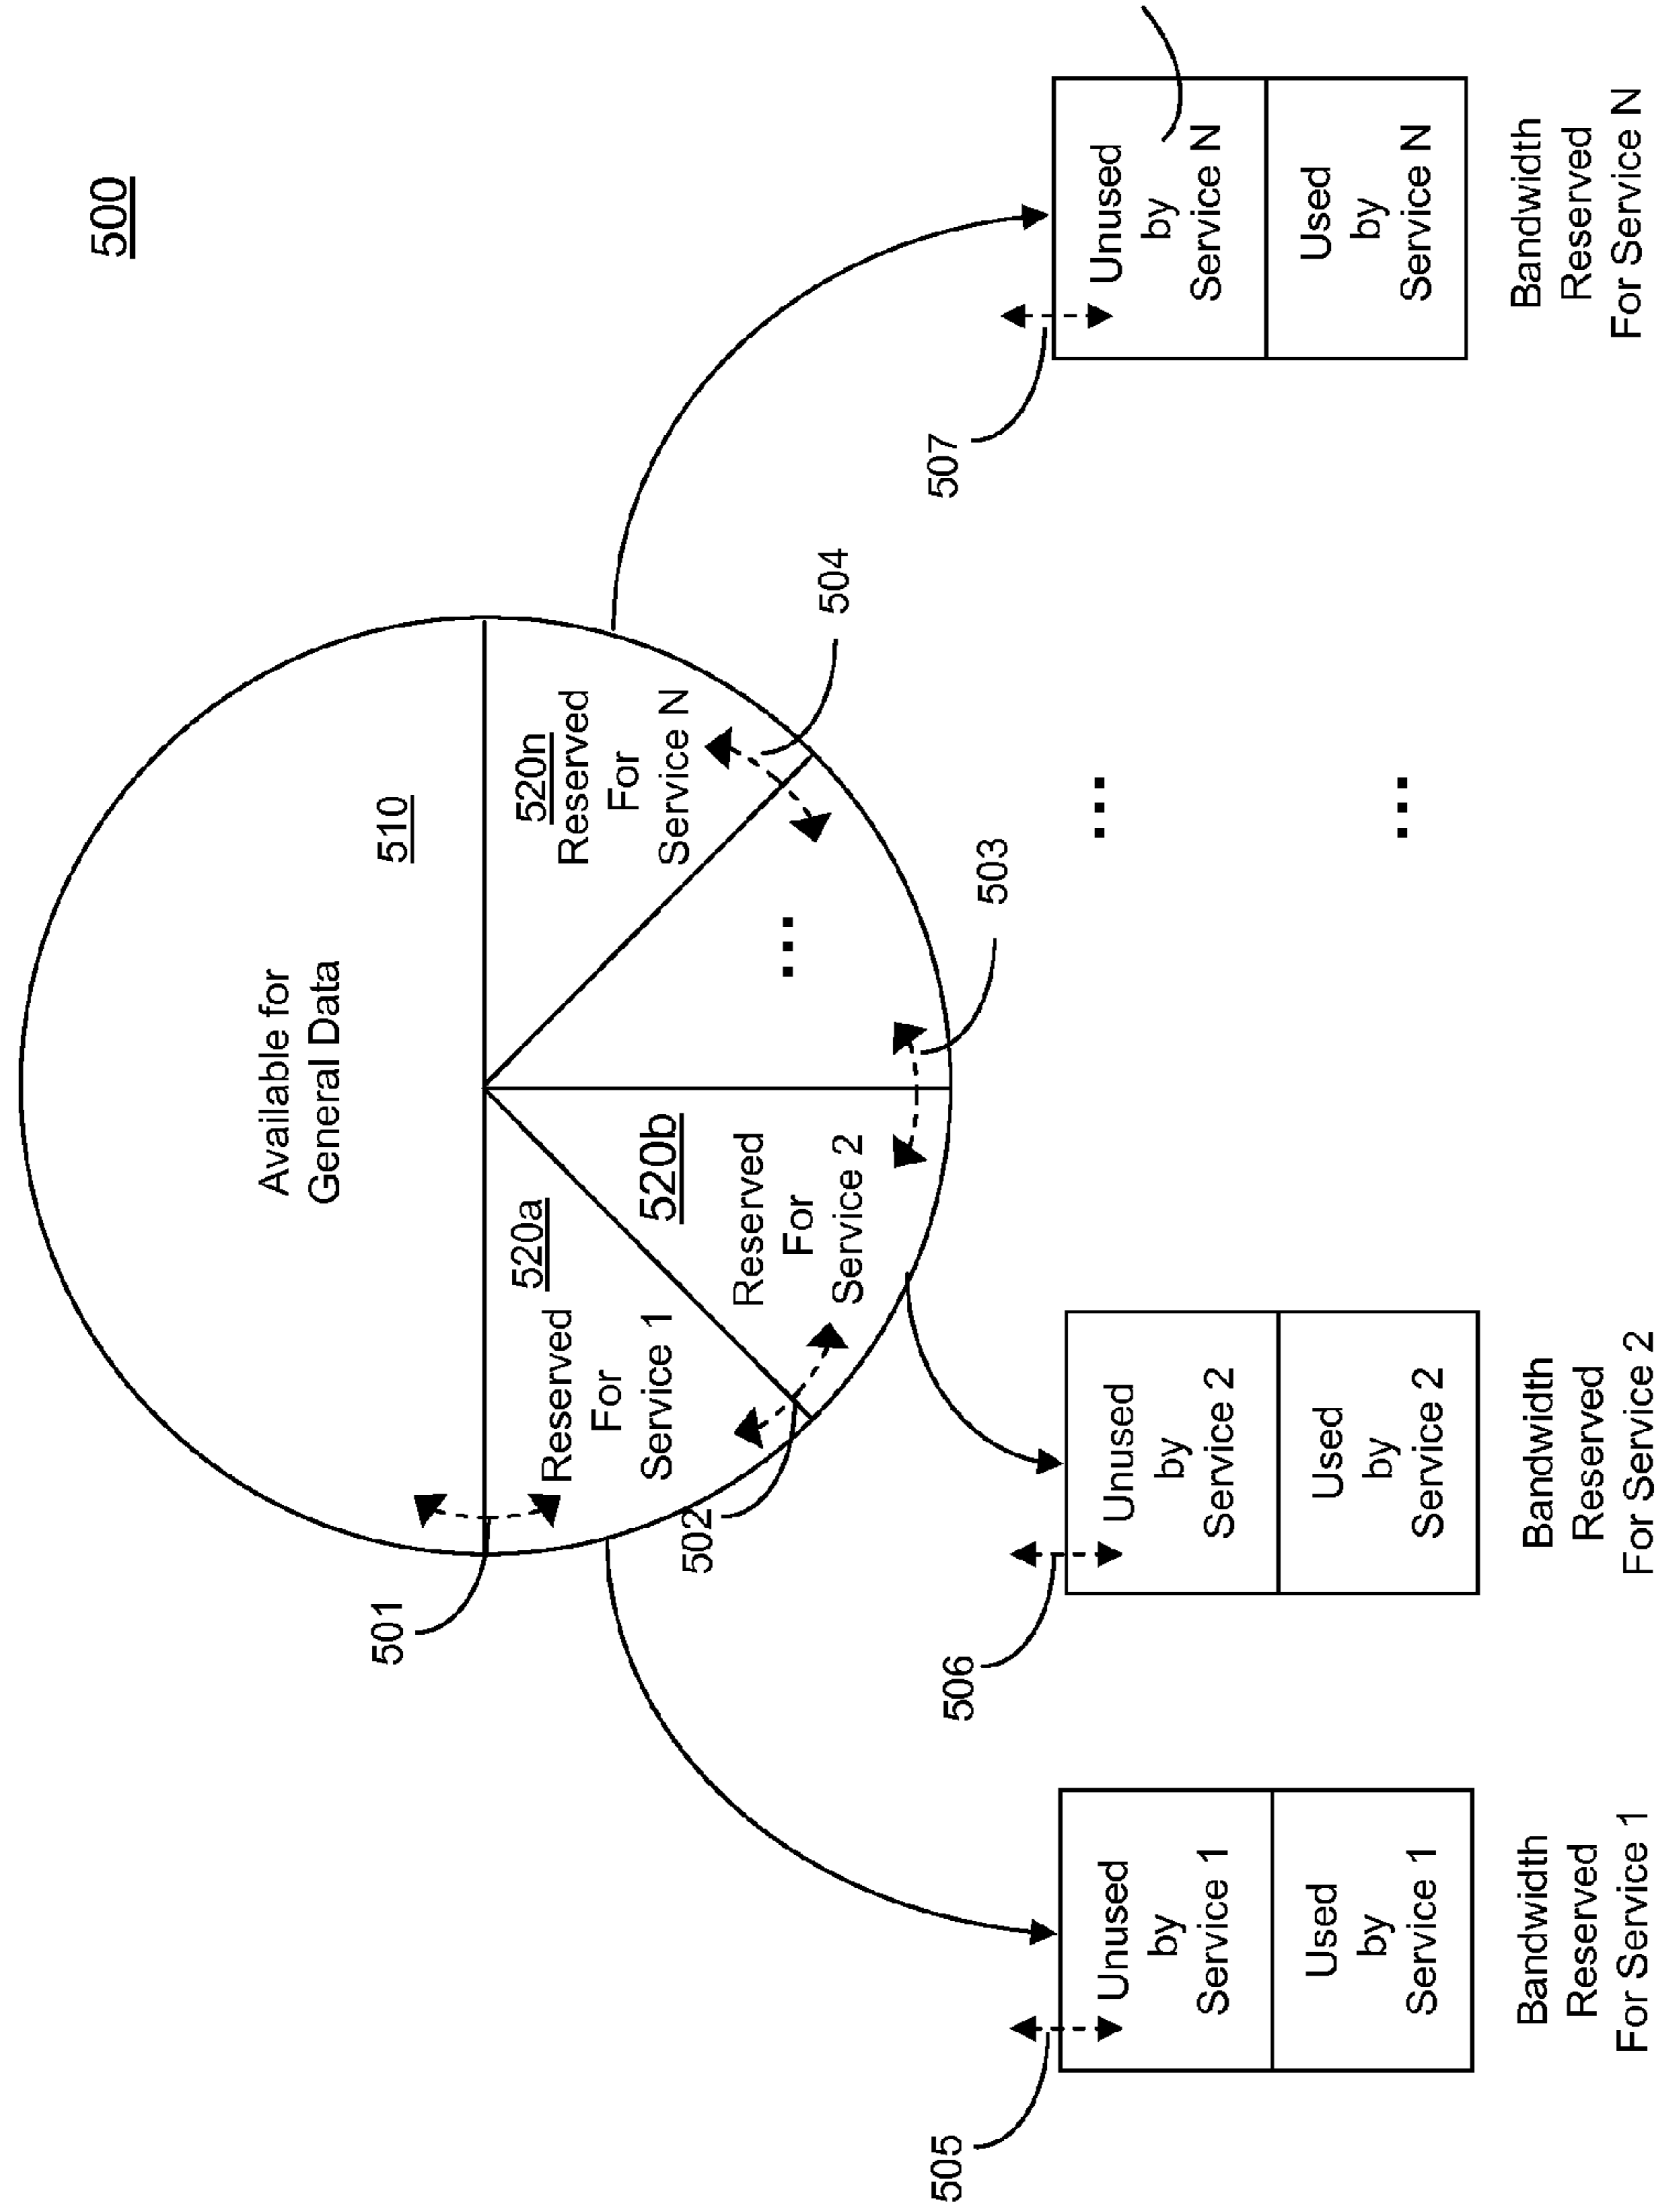 500
Available for
General Data
510
501
520a
Reserved
For
Service 1
502
520b
Reserved
For
Service 2
503
...
520n
Reserved
For
Service N
504
505
Unused
by
Service 1
Used
by
Service 1
Bandwidth
Reserved
For Service 1
506
Unused
by
Service 2
Used
by
Service 2
Bandwidth
Reserved
For Service 2
...
...
507
Unused
by
Service N
Used
by
Service N
Bandwidth
Reserved
For Service N